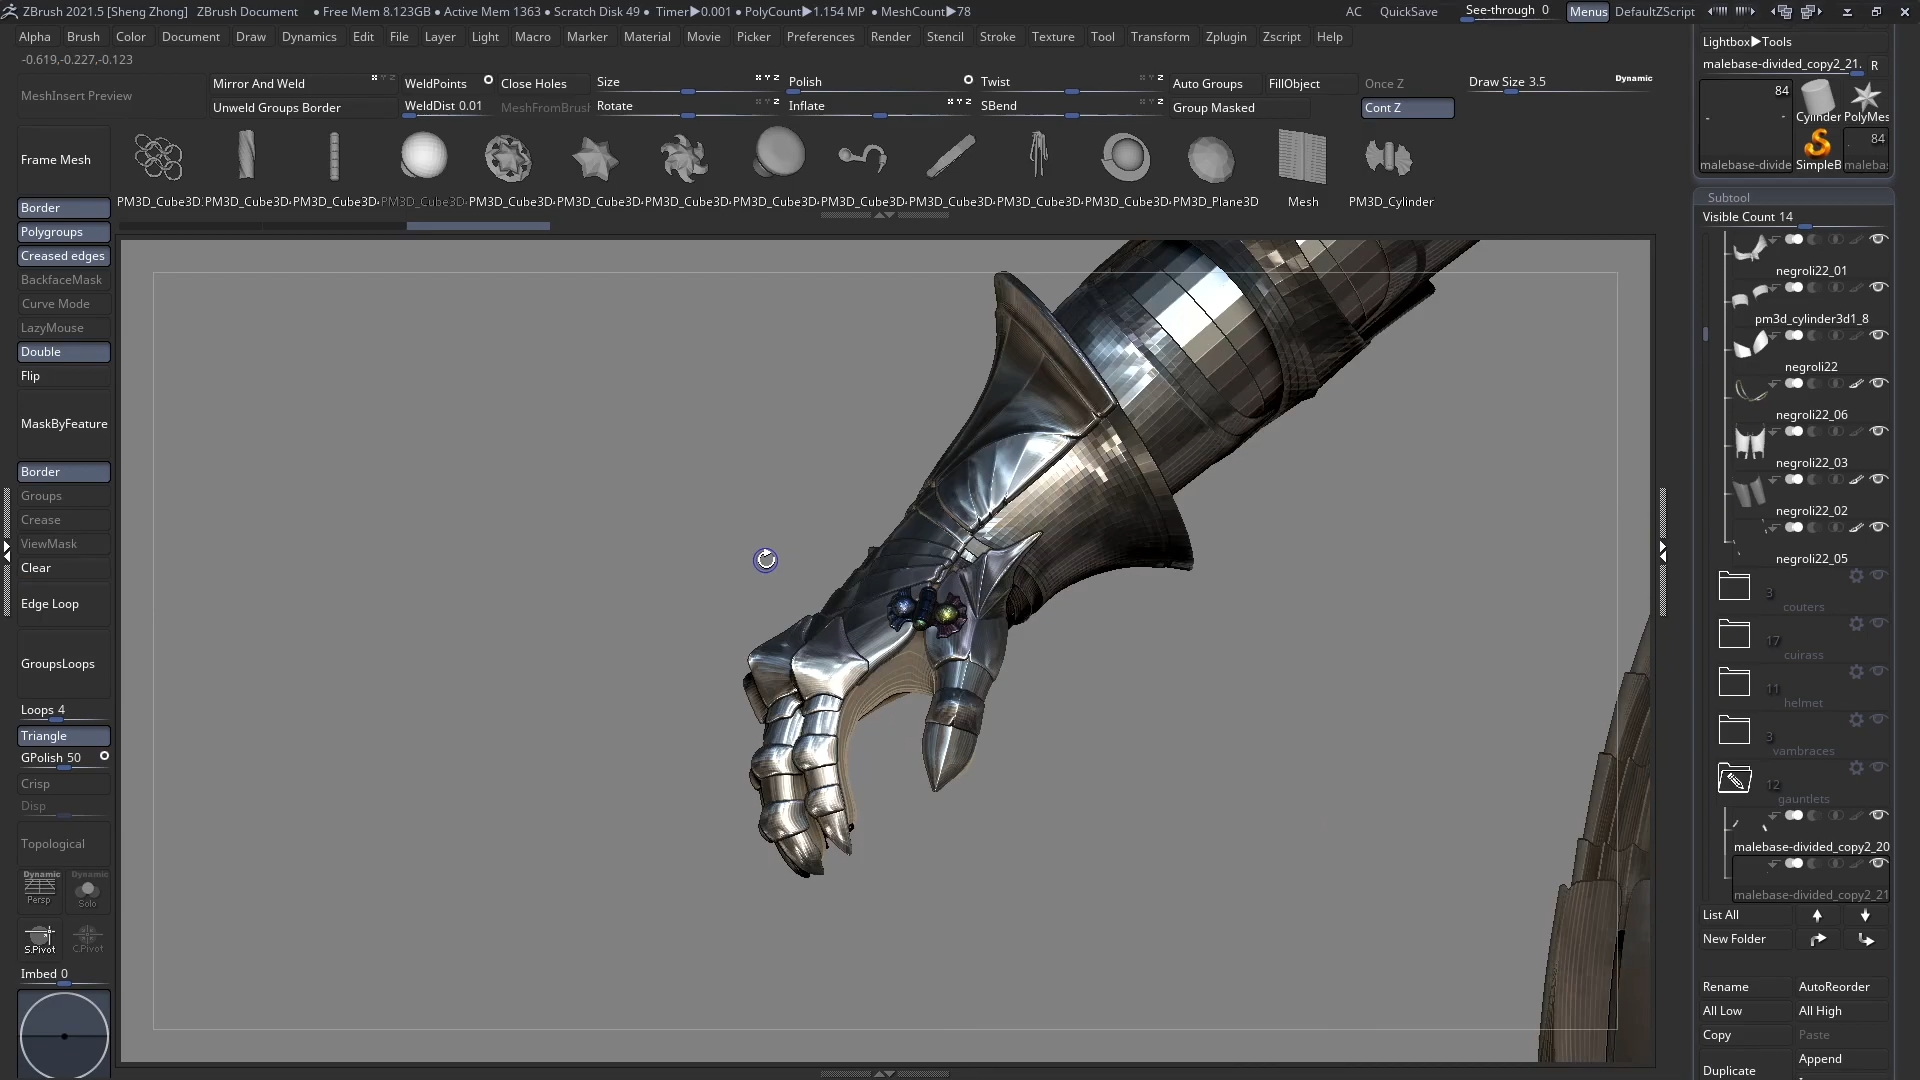 ZBrush 2021.5 [Sheng Zhong] ZBrush Document • Free Mem 8.123GB • Active Mem 1363 • Scratch Disk 49 • Timer▶0.001 • PolyCount▶1.154 MP • MeshCount▶78 AC QuickSave See-through 0 Menus DefaultZScript
Alpha Brush Color Document Draw Dynamics Edit File Layer Light Macro Marker Material Movie Picker Preferences Render Stencil Stroke Texture Tool Transform Zplugin Zscript Help
-0.619,-0.227,-0.123
MeshInsert Preview
Mirror And Weld WeldPoints Close Holes Size Polish Twist Auto Groups FillObject Once Z Draw Size 3.5 Dynamic
Unweld Groups Border WeldDist 0.01 MeshFromBrush Rotate Inflate SBend Group Masked Cont Z
PM3D_Cube3D. PM3D_Cube3D. PM3D_Cube3D. PM3D_Cube3D. PM3D_Cube3D. PM3D_Cube3D. PM3D_Cube3D. PM3D_Cube3D. PM3D_Cube3D. PM3D_Cube3D. PM3D_Cube3D. PM3D_Cube3D. PM3D_Plane3D Mesh PM3D_Cylinder
Frame Mesh
Border
Polygroups
Creased edges
BackfaceMask
Curve Mode
LazyMouse
Double
Flip
MaskByFeature
Border
Groups
Crease
ViewMask
Clear
Edge Loop
GroupsLoops
Loops 4
Triangle
GPolish 50
Crisp
Disp
Topological
Dynamic Dynamic
Persp Solo
S.Pivot C.Pivot
Imbed 0
Lightbox▶Tools
malebase-divided_copy2_21. R
84
Cylinder PolyMes
84
malebase-divide SimpleB maleba
Subtool
Visible Count 14
negroli22_01
pm3d_cylinder3d1_8
negroli22
negroli22_06
negroli22_03
negroli22_02
negroli22_05
3
couters
17
cuirass
11
helmet
3
vambraces
12
gauntlets
malebase-divided_copy2_20
malebase-divided_copy2_21
List All
New Folder
Rename AutoReorder
All Low All High
Copy Paste
Duplicate Append